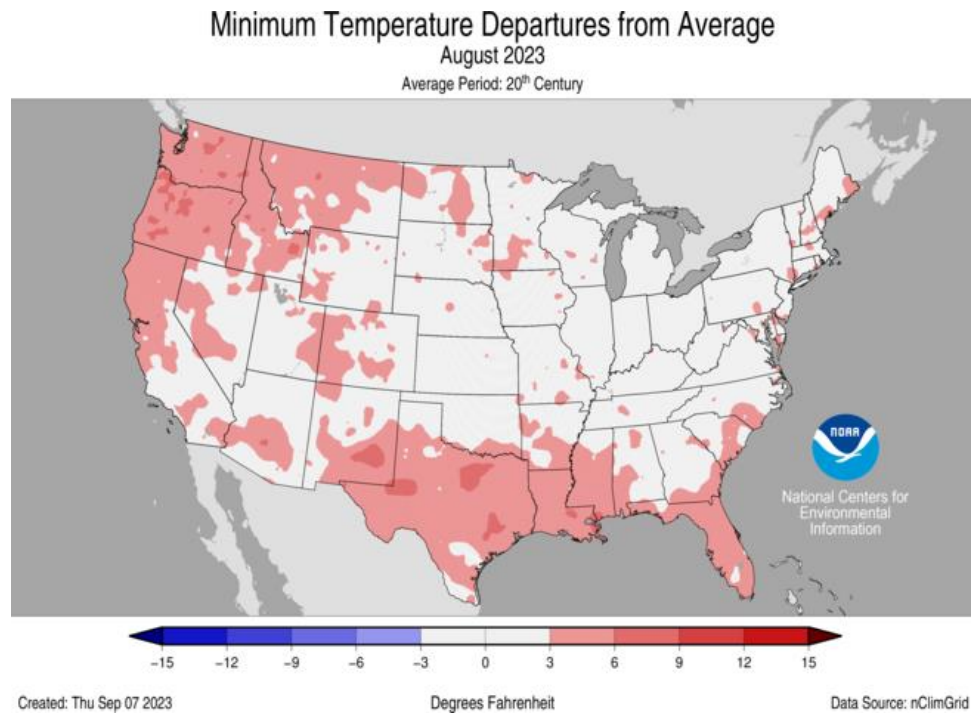 Minimum Temperature Departures from Average
August 2023
Average Period: 20th Century
NOAA
National Centers for
Environmental
Information
−15 −12 −9 −6 −3 0 3 6 9 12 15
Created: Thu Sep 07 2023 Degrees Fahrenheit Data Source: nClimGrid